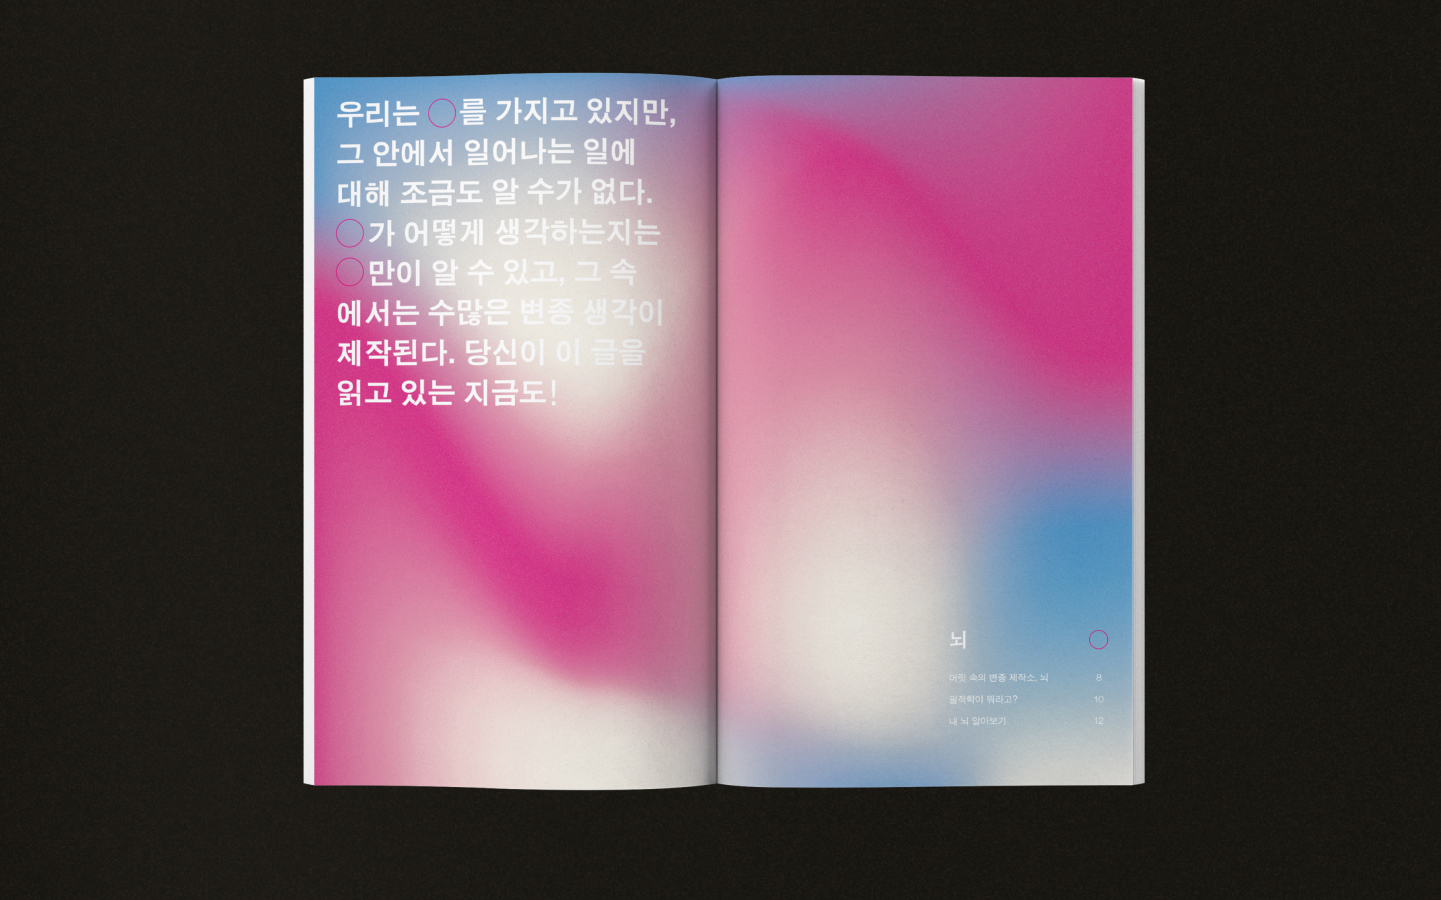 우리는 ◯를 가지고 있지만,
그 안에서 일어나는 일에
대해 조금도 알 수가 없다.
◯가 어떻게 생각하는지는
◯만이 알 수 있고, 그 속
에서는 수많은 변종 생각이
제작된다. 당신이 이 글을
읽고 있는 지금도!
뇌 ◯
머릿 속의 변종 제작소, 뇌 8
골적학이 뭐라고? 10
내 뇌 알아보기 12